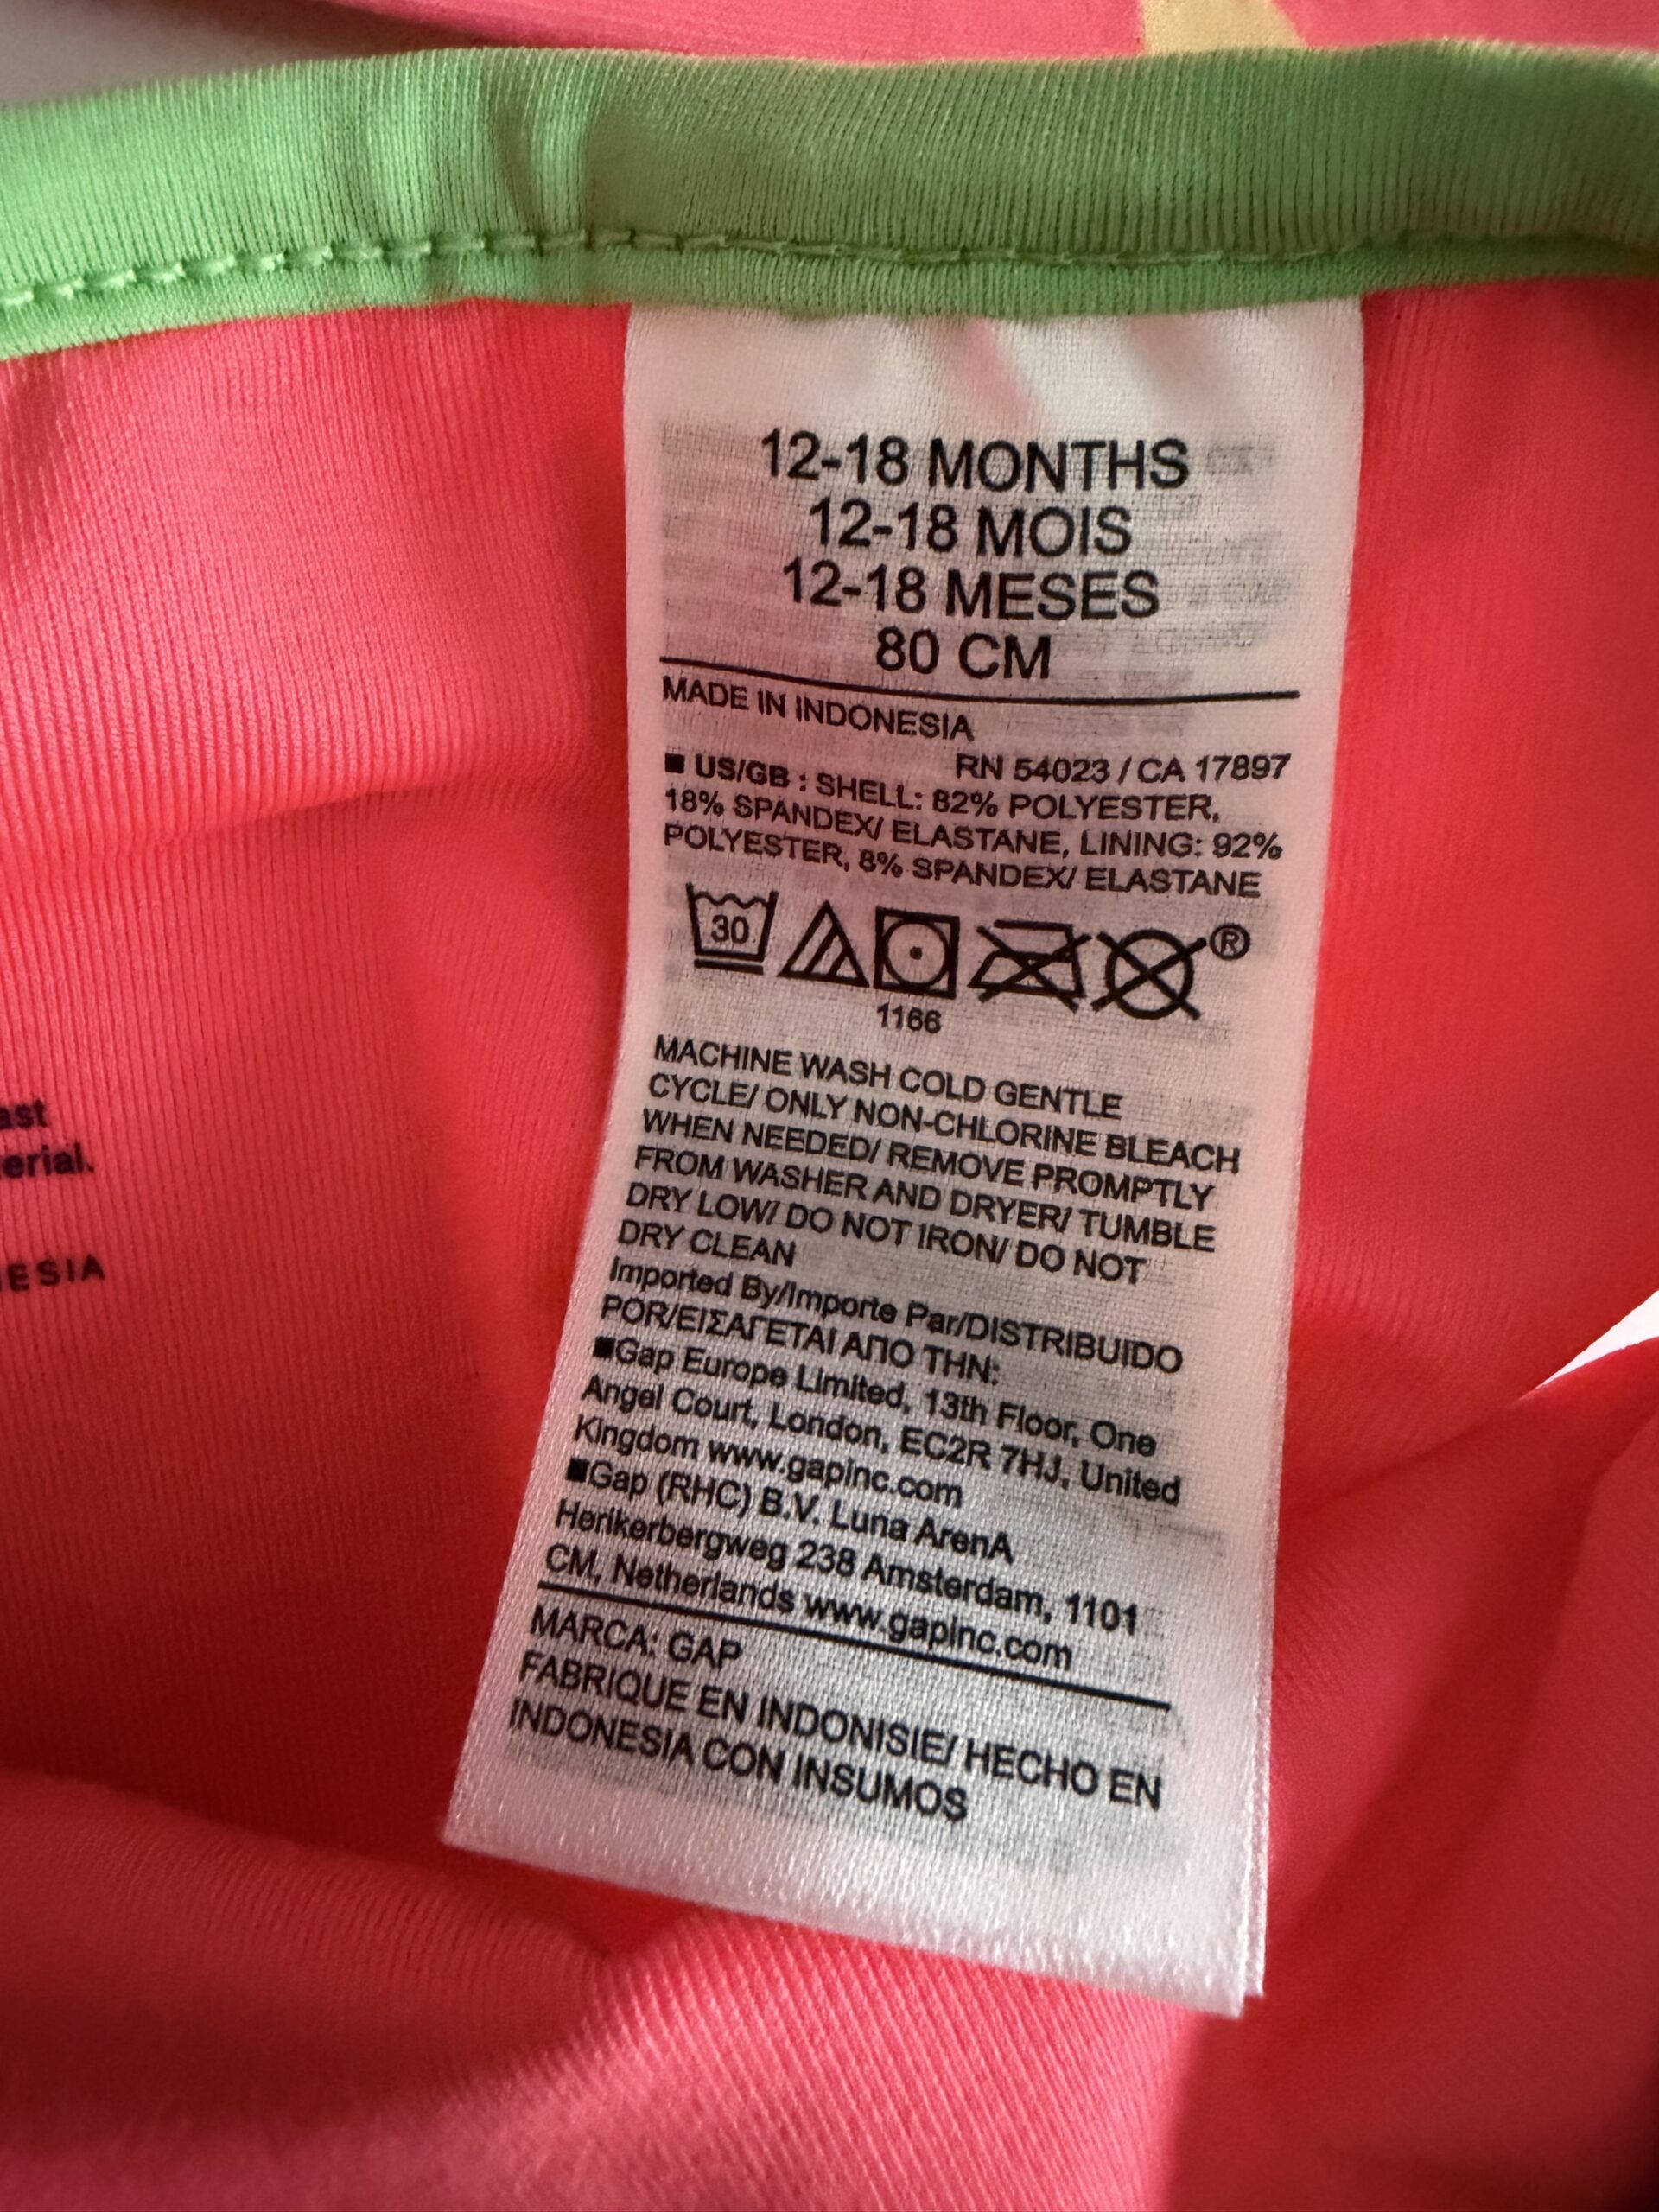 12-18 MONTHS
12-18 MOIS
12-18 MESES
80 CM
MADE IN INDONESIA
RN 54023 / CA 17897
■ US/GB : SHELL: 82% POLYESTER,
18% SPANDEX/ ELASTANE, LINING: 92%
POLYESTER, 8% SPANDEX/ ELASTANE
30
®
1166
MACHINE WASH COLD GENTLE
CYCLE/ ONLY NON-CHLORINE BLEACH
WHEN NEEDED/ REMOVE PROMPTLY
FROM WASHER AND DRYER/ TUMBLE
DRY LOW/ DO NOT IRON/ DO NOT
DRY CLEAN
Imported By/Importe Par/DISTRIBUIDO
POR/ΕΙΣΑΓΕΤΑΙ ΑΠΟ ΤΗΝ:
■Gap Europe Limited, 13th Floor, One
Angel Court, London, EC2R 7HJ, United
Kingdom www.gapinc.com
■Gap (RHC) B.V. Luna ArenA
Herikerbergweg 238 Amsterdam, 1101
CM, Netherlands www.gapinc.com
MARCA: GAP
FABRIQUE EN INDONISIE/ HECHO EN
INDONESIA CON INSUMOS
ast
erial.
ESIA